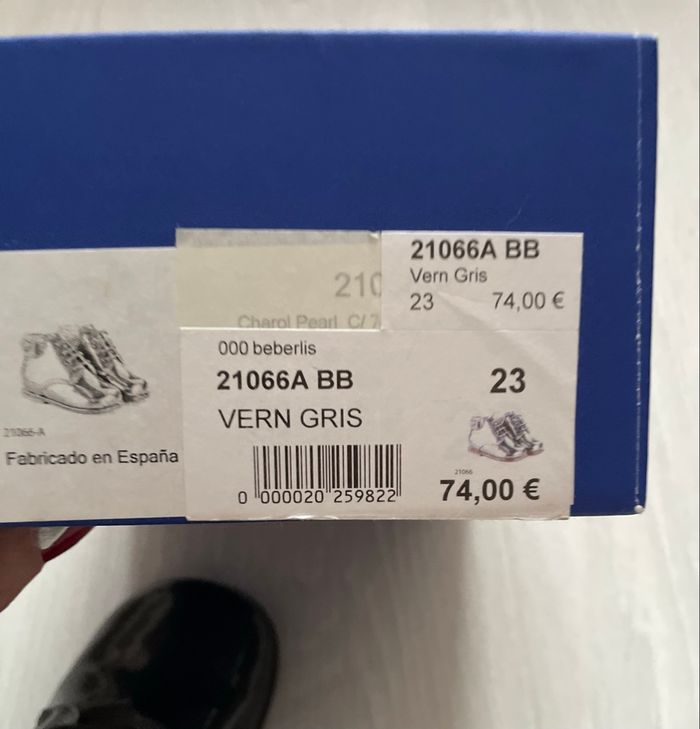 21066A BB
Vern Gris
23 74,00 €
210
Charol Pearl C/7
000 beberlis
21066A BB 23
VERN GRIS
21066-A
Fabricado en España
21066
0 000020 259822
74,00 €